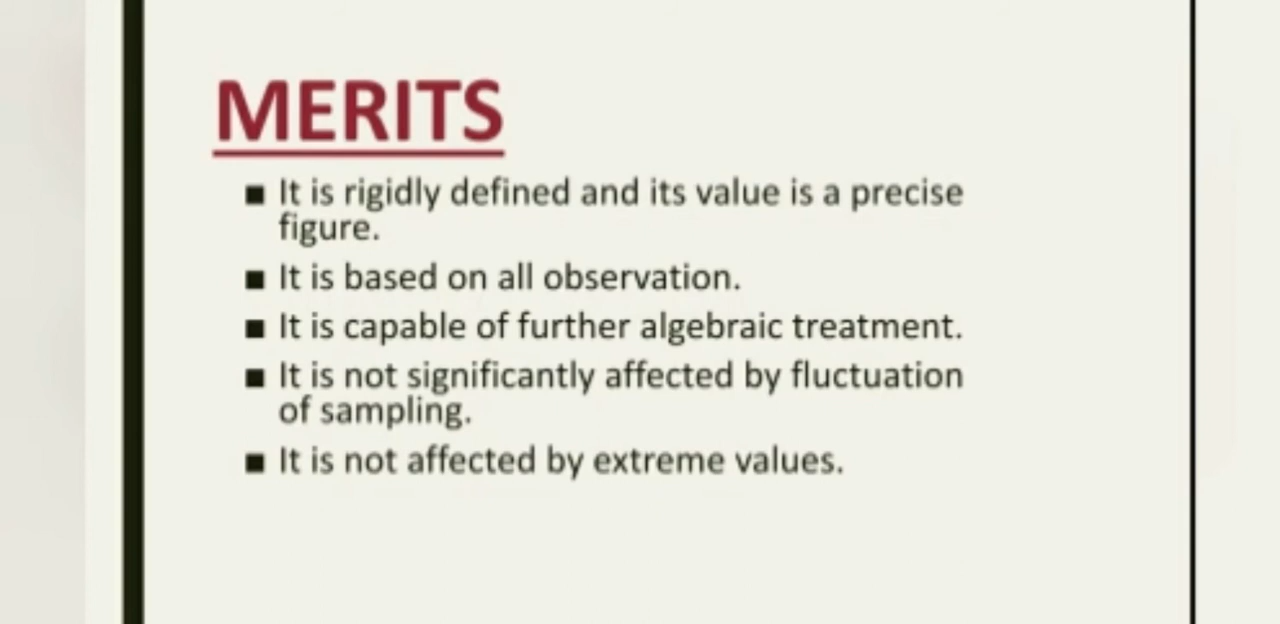 MERITS
■ It is rigidly defined and its value is a precise
figure.
■ It is based on all observation.
■ It is capable of further algebraic treatment.
■ It is not significantly affected by fluctuation
of sampling.
■ It is not affected by extreme values.